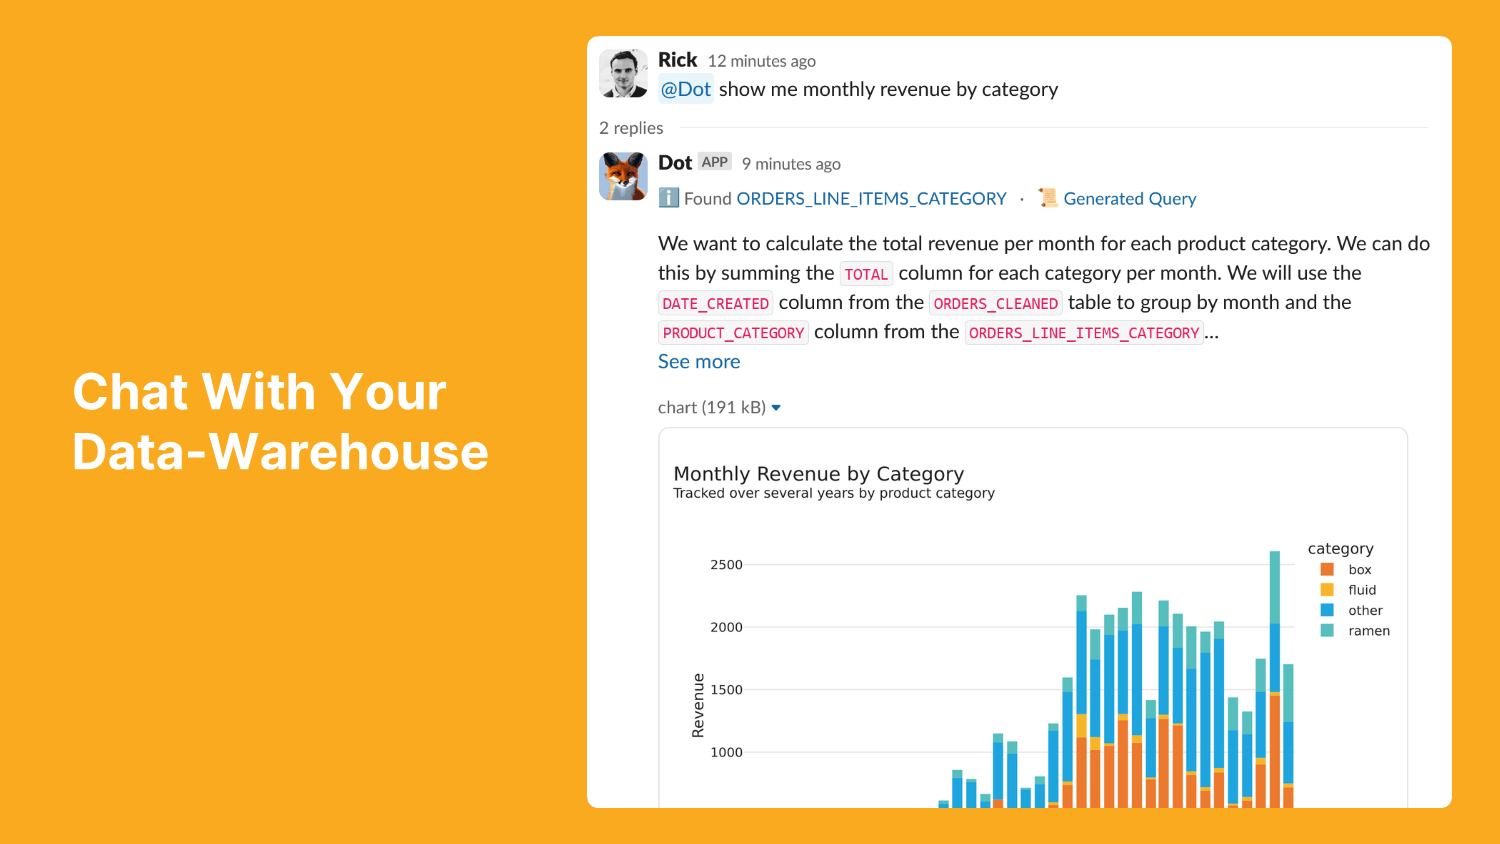 Chat With Your
Data-Warehouse
Rick 12 minutes ago
@Dot show me monthly revenue by category
2 replies
Dot APP 9 minutes ago
Found ORDERS_LINE_ITEMS_CATEGORY · Generated Query
We want to calculate the total revenue per month for each product category. We can do
this by summing the TOTAL column for each category per month. We will use the
DATE_CREATED column from the ORDERS_CLEANED table to group by month and the
PRODUCT_CATEGORY column from the ORDERS_LINE_ITEMS_CATEGORY...
See more
chart (191 kB)
Monthly Revenue by Category
Tracked over several years by product category
category
box
fluid
other
ramen
2500
2000
1500
1000
Revenue